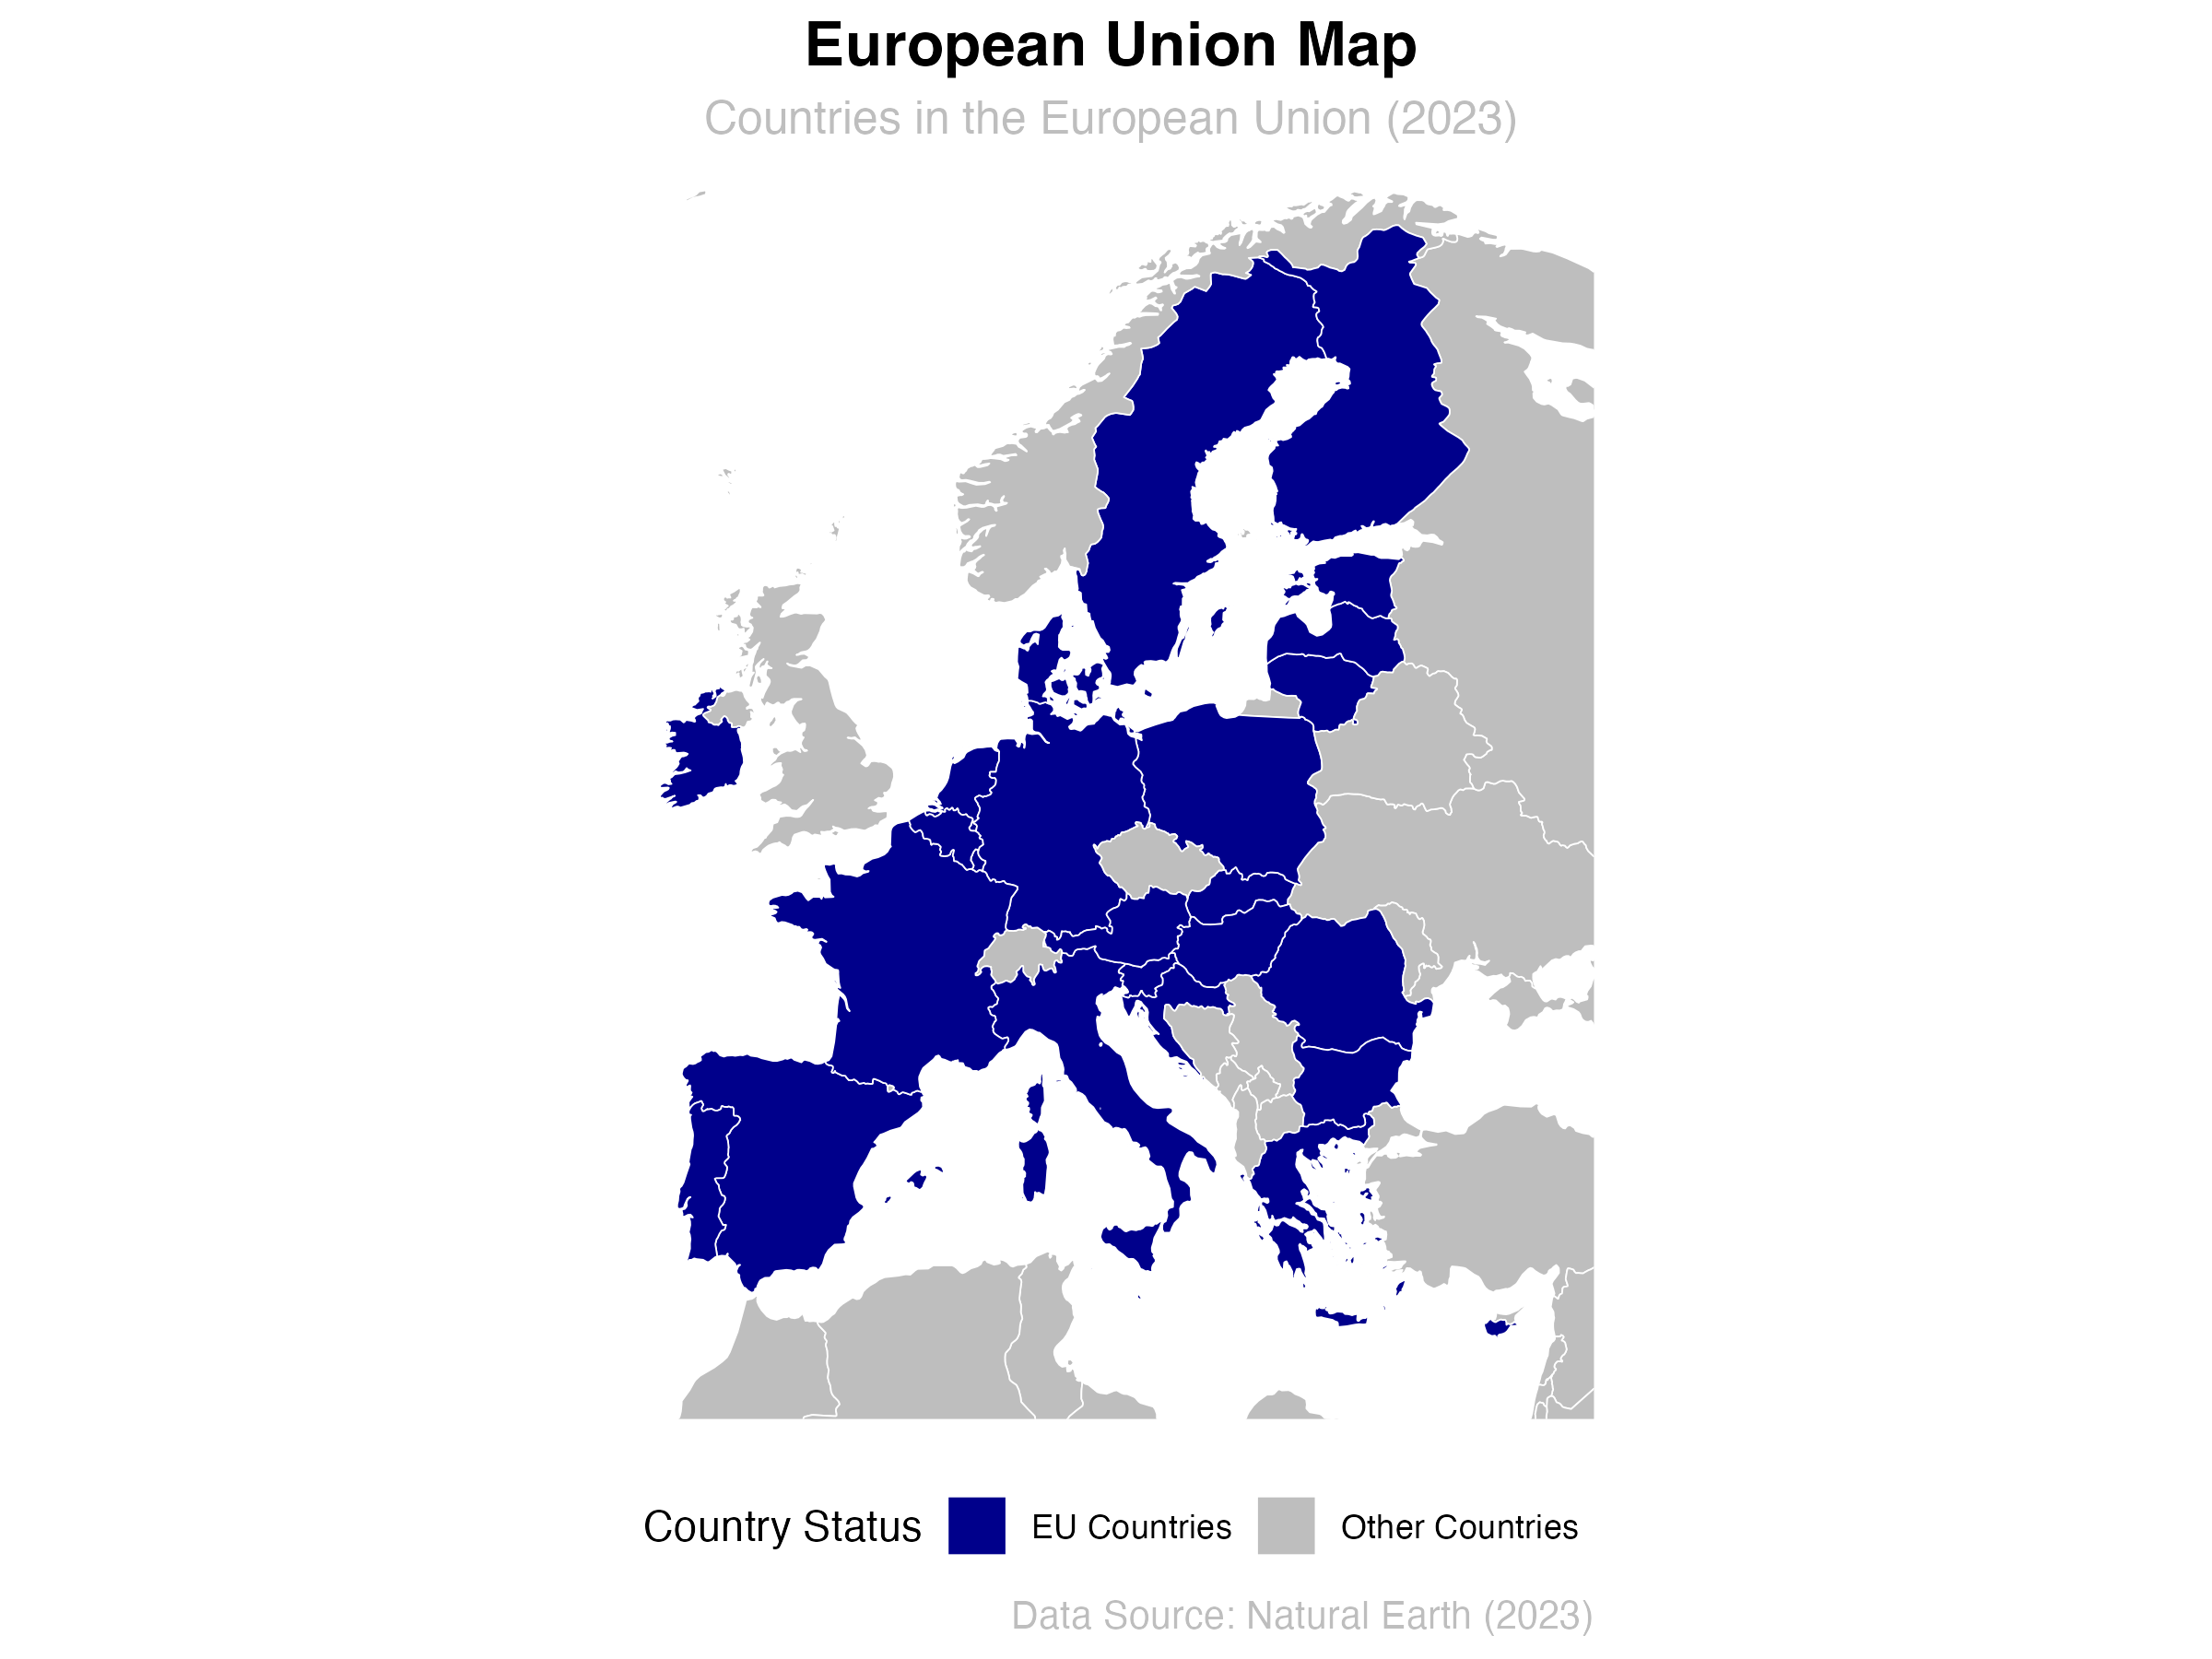 European Union Map
Countries in the European Union (2023)
Country Status
EU Countries
Other Countries
Data Source: Natural Earth (2023)